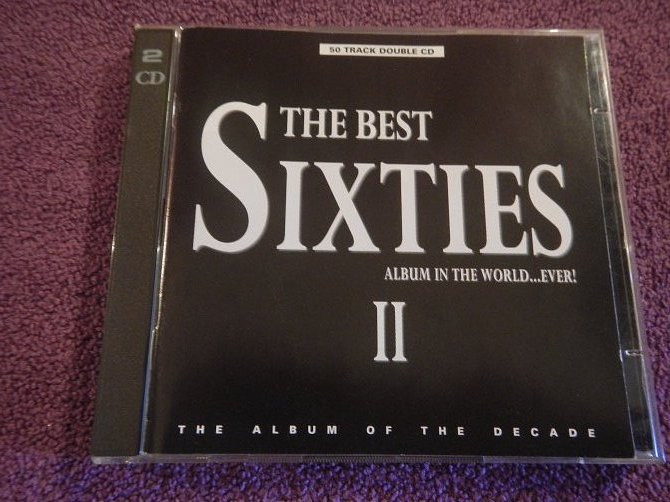 2
CD
50 TRACK DOUBLE CD
THE BEST
SIXTIES
ALBUM IN THE WORLD...EVER!
II
THE ALBUM OF THE DECADE